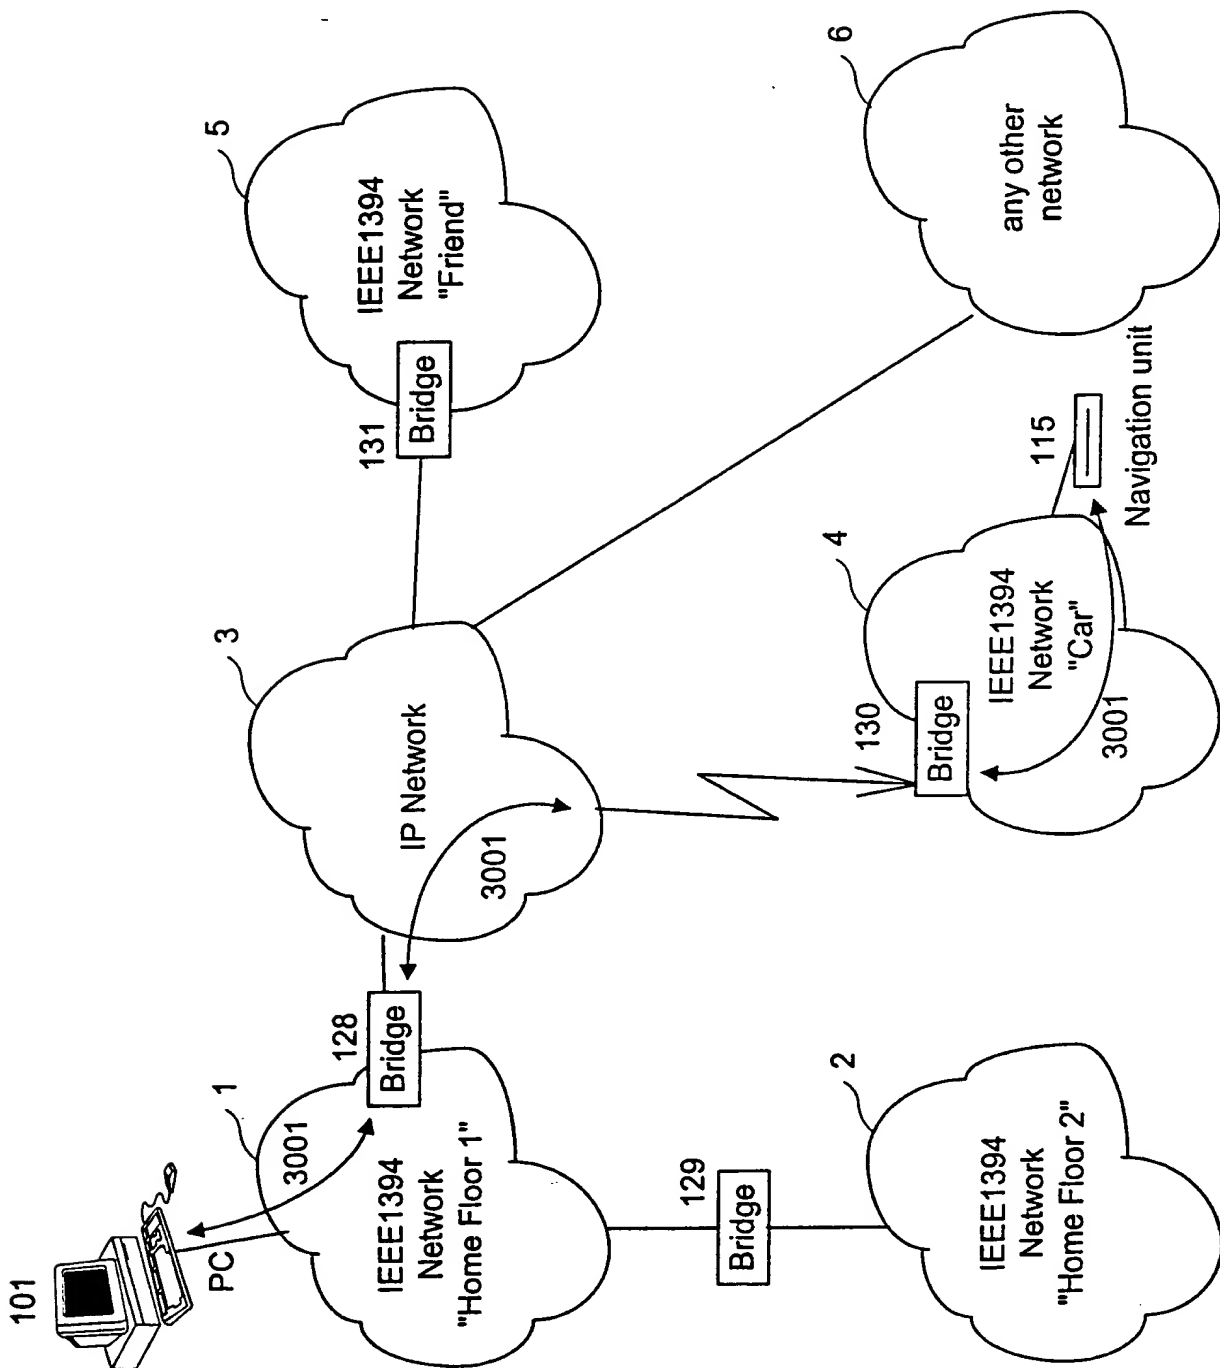 101
PC
3001
1
IEEE1394
Network
"Home Floor 1"
128
Bridge
3
IP Network
3001
131
Bridge
5
IEEE1394
Network
"Friend"
129
Bridge
2
IEEE1394
Network
"Home Floor 2"
130
Bridge
4
IEEE1394
Network
"Car"
3001
115
Navigation unit
6
any other
network